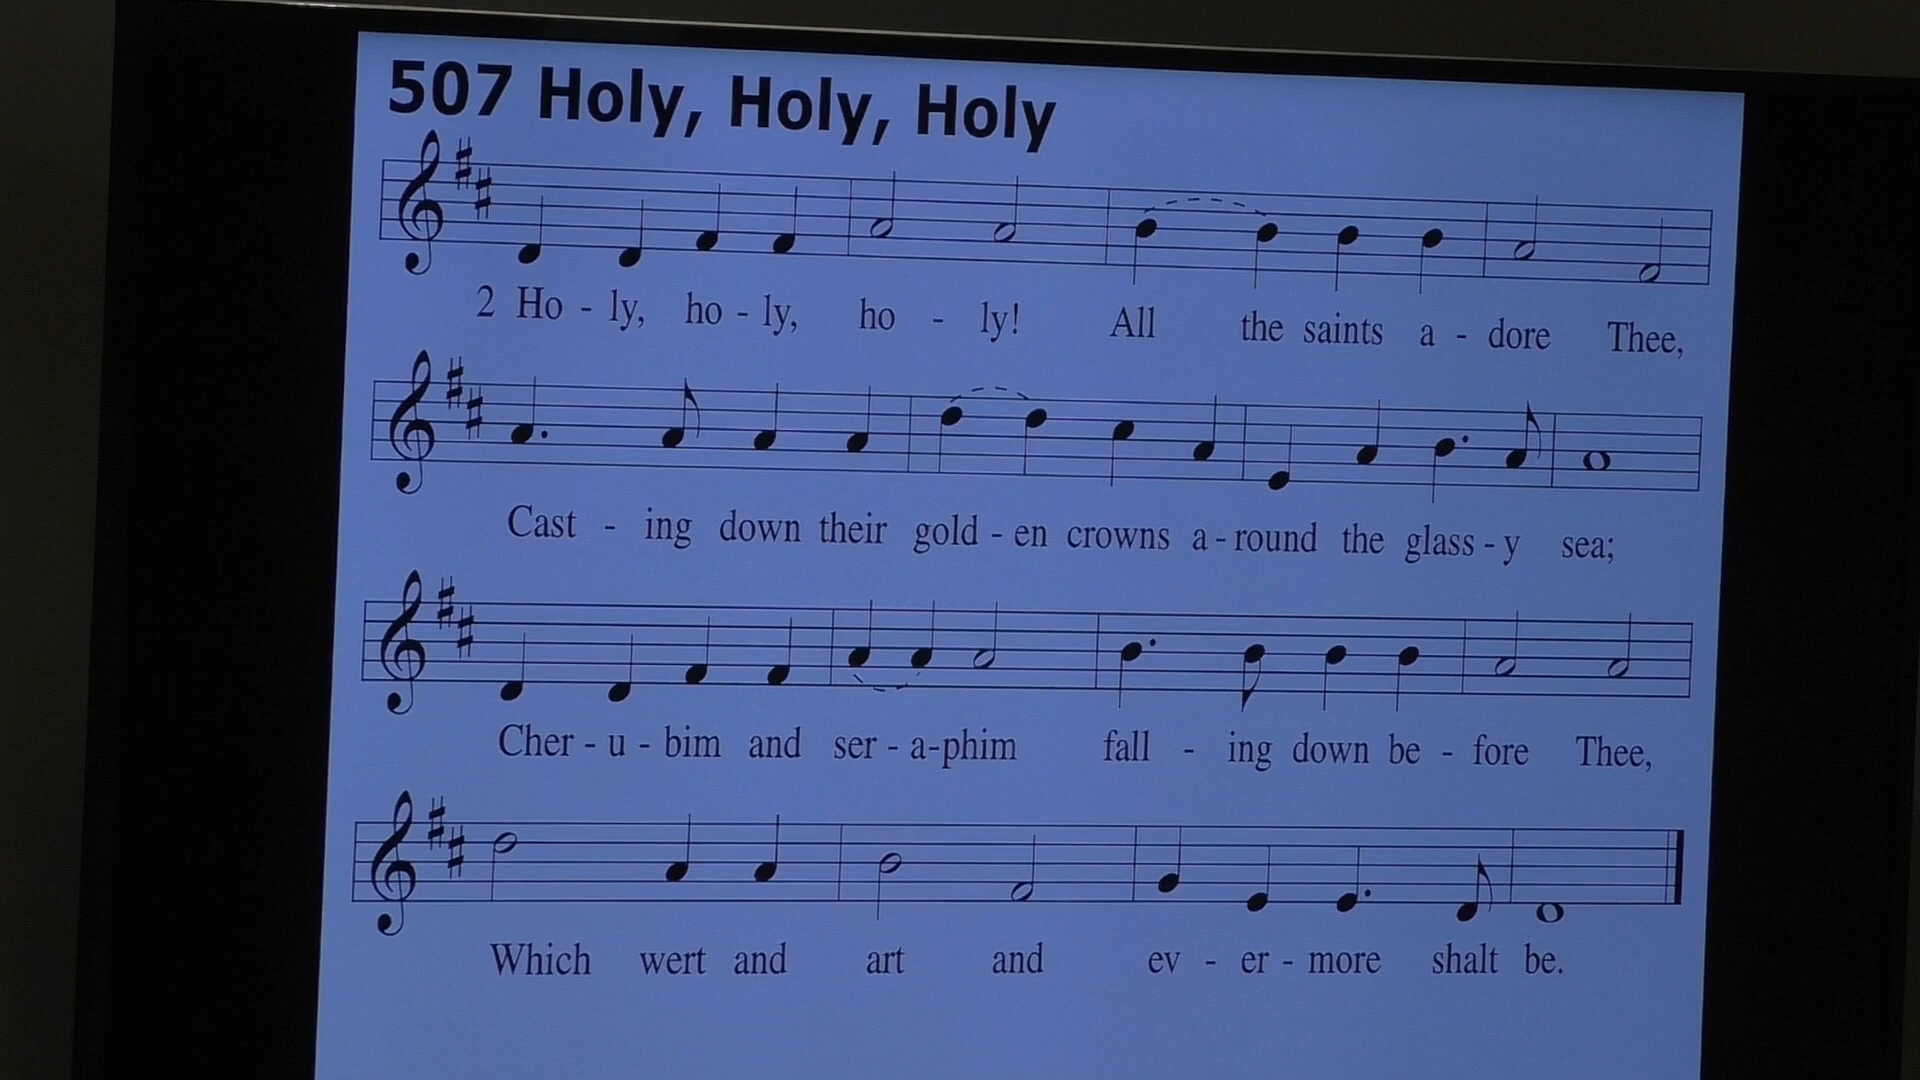 507 Holy, Holy, Holy
2 Ho - ly, ho - ly, ho - ly! All the saints a - dore Thee,
Cast - ing down their gold - en crowns a - round the glass - y sea;
Cher - u - bim and ser - a - phim fall - ing down be - fore Thee,
Which wert and art and ev - er - more shalt be.